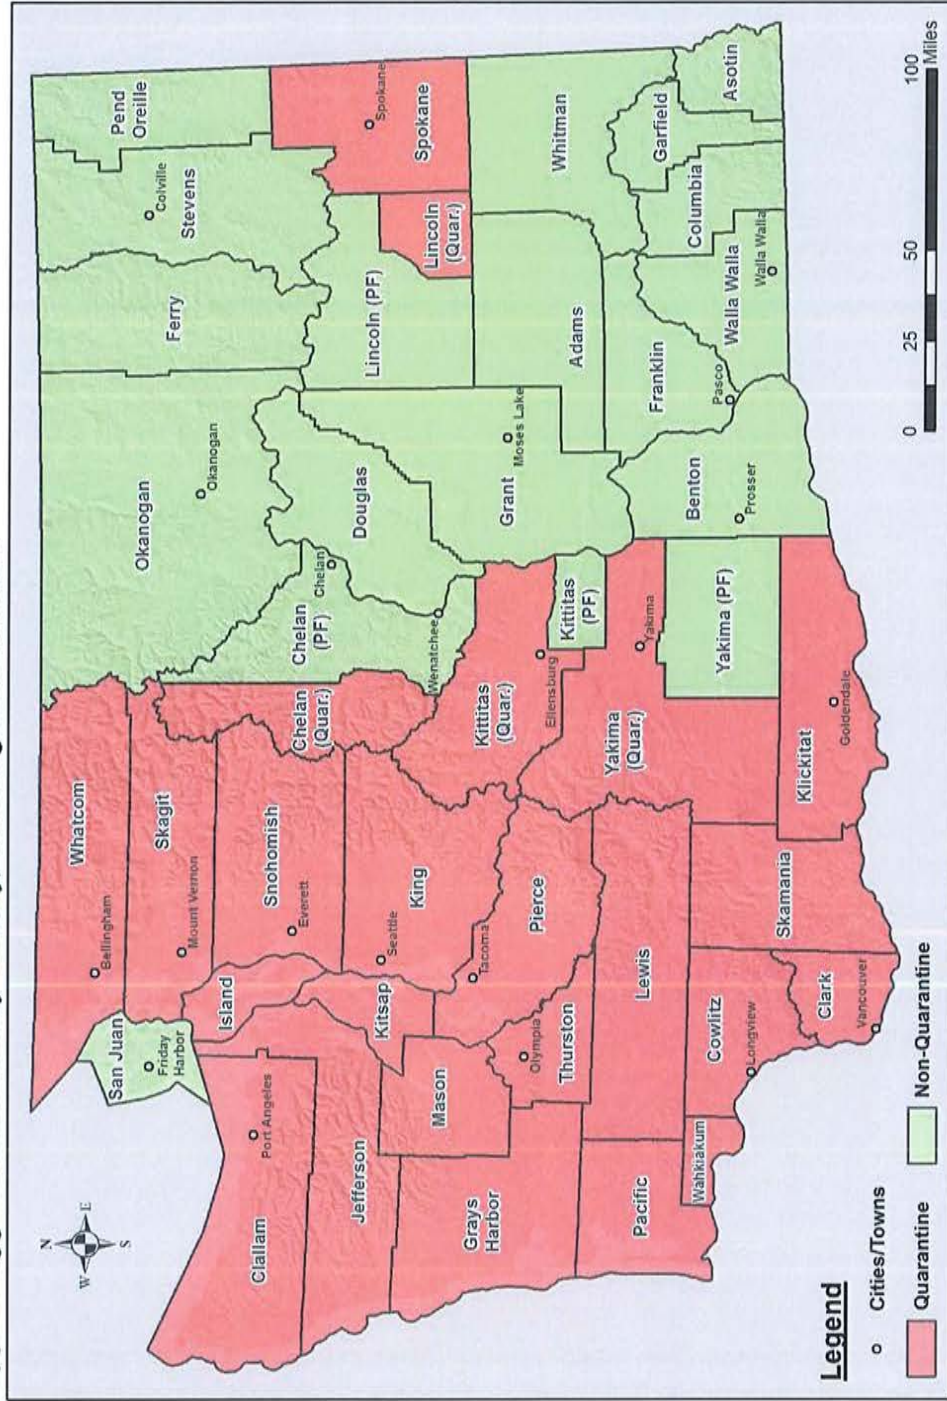 Whatcom
Bellingham
San Juan
Friday
Harbor
Skagit
Mount Vernon
Island
Snohomish
Everett
Clallam
Port Angeles
Jefferson
Kitsap
King
Seattle
Mason
Grays
Harbor
Thurston
Olympia
Pierce
Tacoma
Lewis
Pacific
Wahkiakum
Cowlitz
Longview
Clark
Vancouver
Skamania
Klickitat
Goldendale
Okanogan
Okanogan
Chelan
(Quar.)
Chelan
(PF)
Chelan
Wenatchee
Douglas
Kittitas
(Quar.)
Ellensburg
Kittitas
(PF)
Yakima
(Quar.)
Yakima
Yakima (PF)
Grant
Moses Lake
Benton
Prosser
Ferry
Stevens
Colville
Pend
Oreille
Lincoln (PF)
Lincoln
(Quar.)
Spokane
Spokane
Adams
Whitman
Franklin
Pasco
Walla Walla
Walla Walla
Columbia
Garfield
Asotin
N
W
E
S
Legend
Cities/Towns
Quarantine
Non-Quarantine
0
25
50
100
Miles